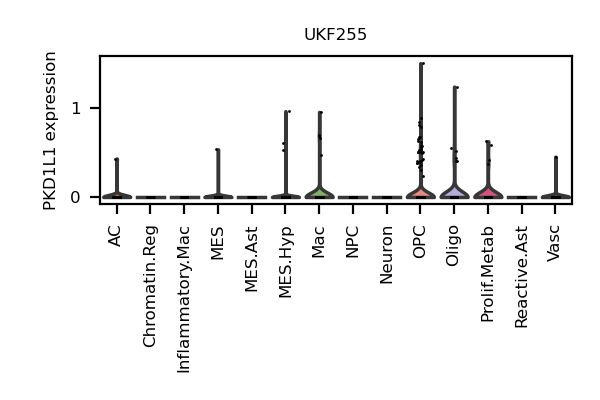 UKF255
PKD1L1 expression
1
0
AC
Chromatin.Reg
Inflammatory.Mac
MES
MES.Ast
MES.Hyp
Mac
NPC
Neuron
OPC
Oligo
Prolif.Metab
Reactive.Ast
Vasc